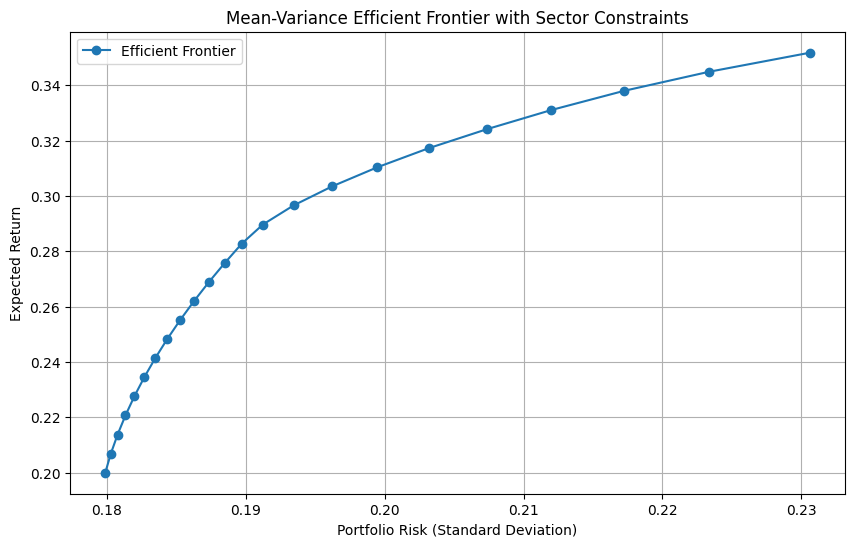 Mean-Variance Efficient Frontier with Sector Constraints
Efficient Frontier
Expected Return
0.34
0.32
0.30
0.28
0.26
0.24
0.22
0.20
0.18 0.19 0.20 0.21 0.22 0.23
Portfolio Risk (Standard Deviation)